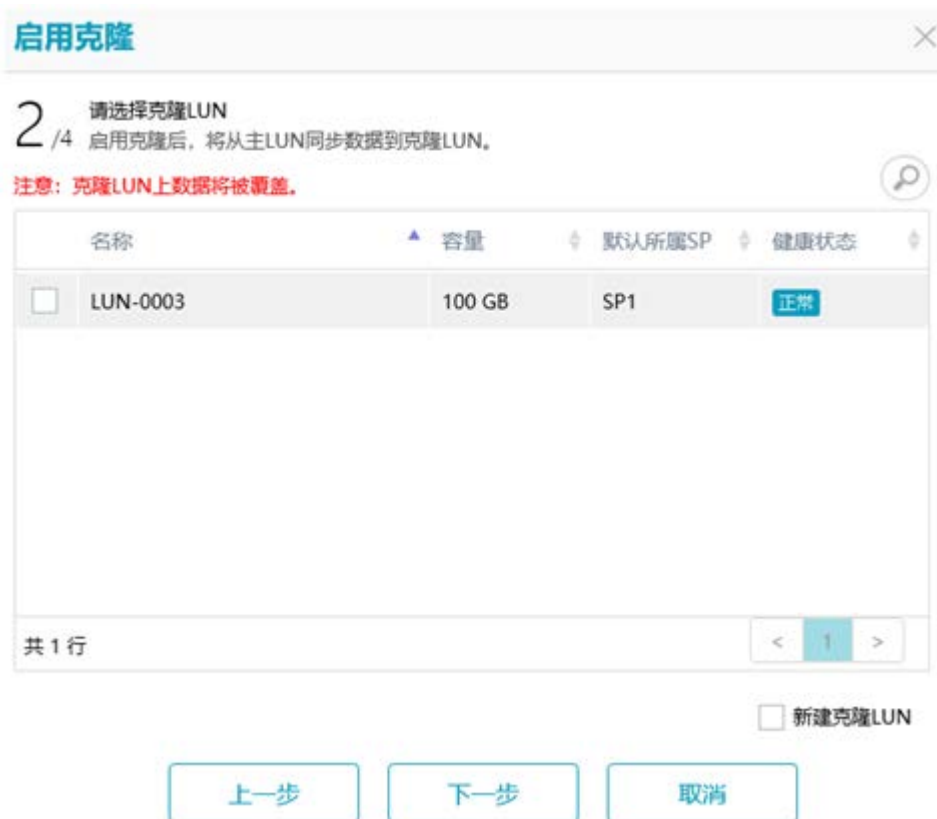 启用克隆
2/4 请选择克隆LUN
启用克隆后，将从主LUN同步数据到克隆LUN。
注意：克隆LUN上数据将被覆盖。
名称 容量 默认所属SP 健康状态
LUN-0003 100 GB SP1 正常
共 1 行 < 1 >
新建克隆LUN
上一步 下一步 取消